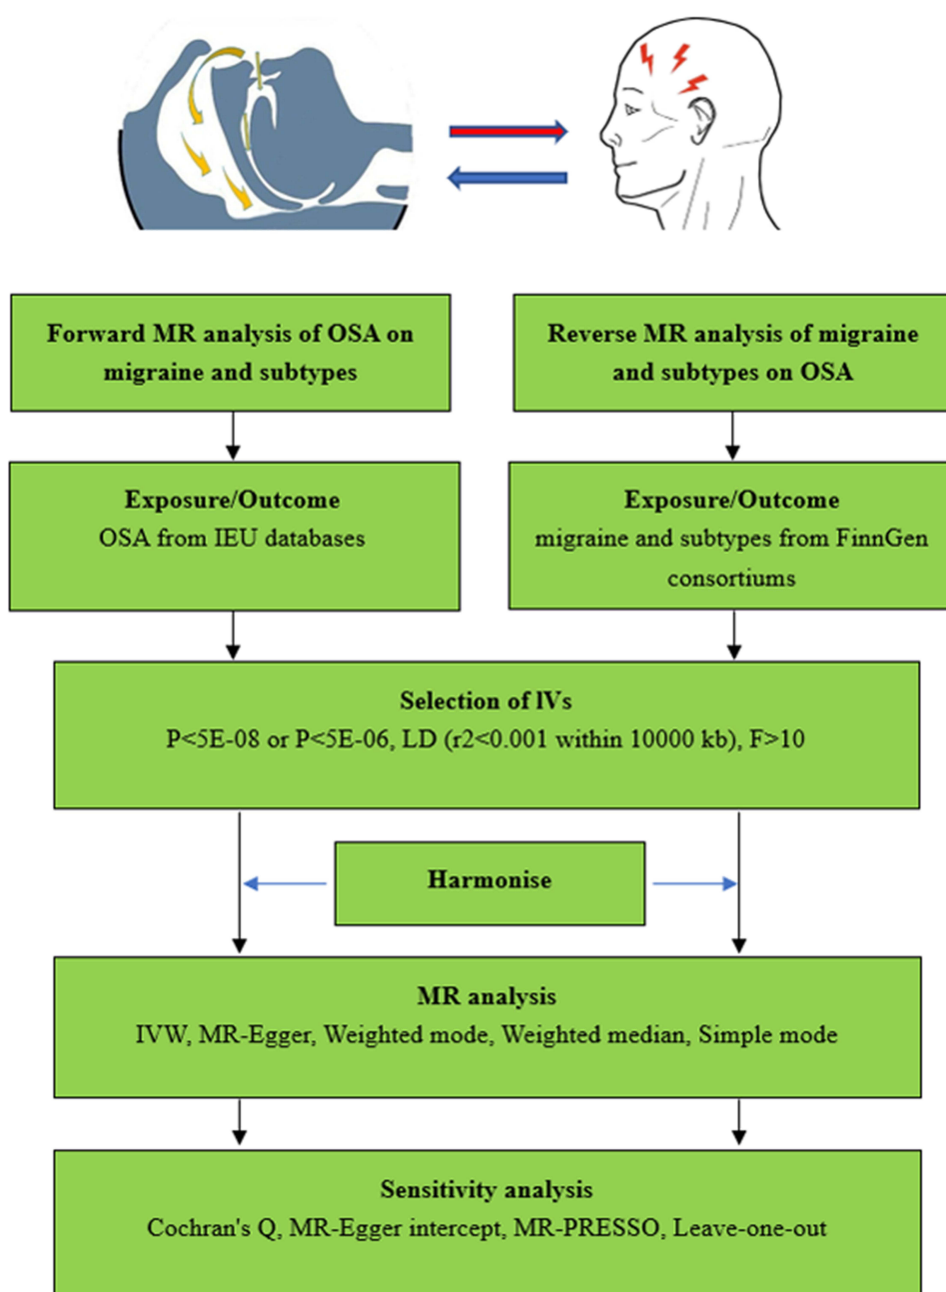 Forward MR analysis of OSA on
migraine and subtypes
Reverse MR analysis of migraine
and subtypes on OSA
Exposure/Outcome
OSA from IEU databases
Exposure/Outcome
migraine and subtypes from FinnGen
consortiums
Selection of IVs
P<5E-08 or P<5E-06, LD (r2<0.001 within 10000 kb), F>10
Harmonise
MR analysis
IVW, MR-Egger, Weighted mode, Weighted median, Simple mode
Sensitivity analysis
Cochran's Q, MR-Egger intercept, MR-PRESSO, Leave-one-out